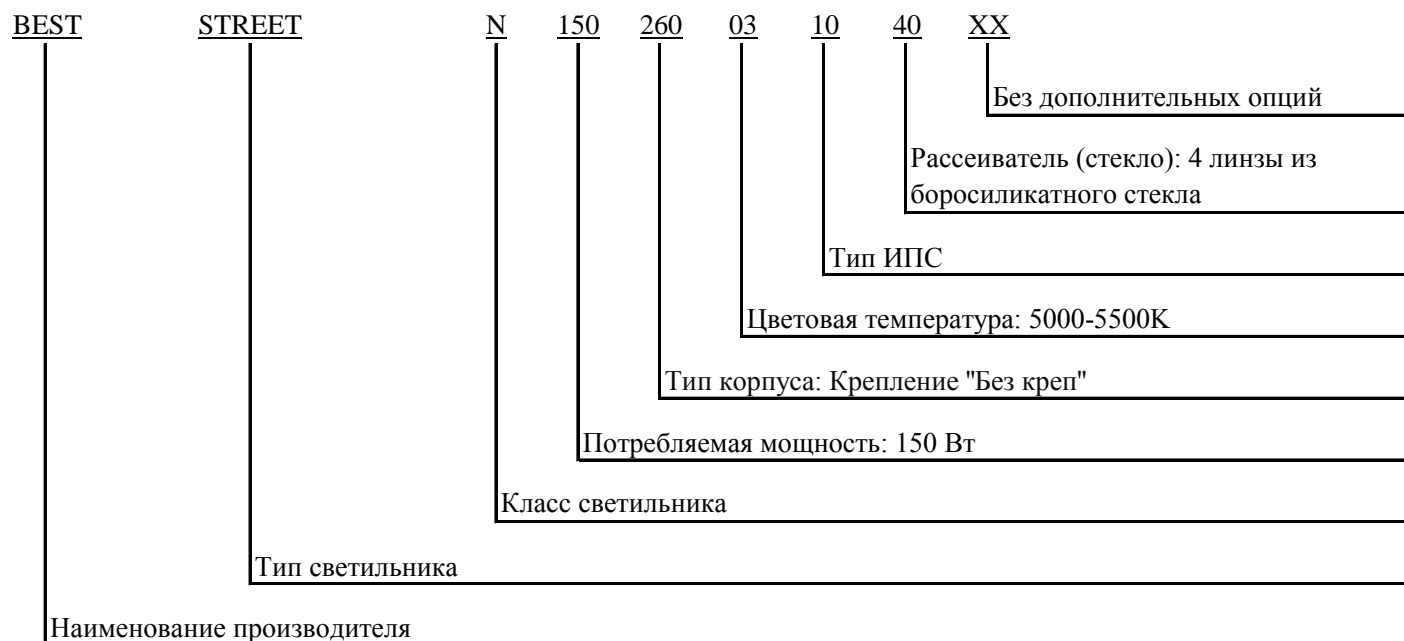 BEST STREET N 150 260 03 10 40 XX
Без дополнительных опций
Рассеиватель (стекло): 4 линзы из
боросиликатного стекла
Тип ИПС
Цветовая температура: 5000-5500K
Тип корпуса: Крепление "Без креп"
Потребляемая мощность: 150 Вт
Класс светильника
Тип светильника
Наименование производителя